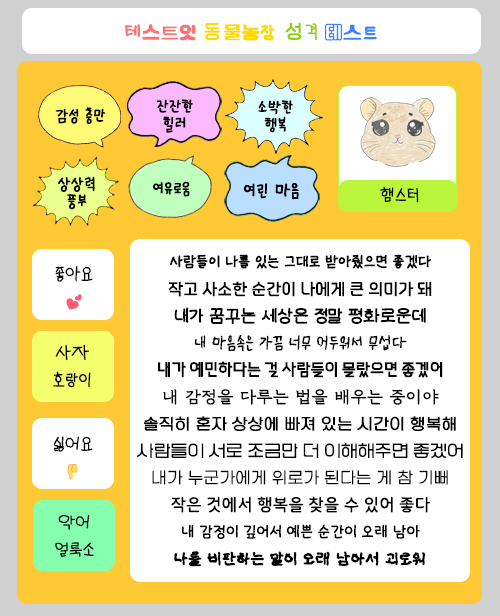 테스트잇 동물농장 성격 테스트
감성 충만
잔잔한
힐러
소박한
행복
상상력
풍부
여유로움
여린 마음
햄스터
좋아요
사자
호랑이
싫어요
악어
얼룩소
사람들이 나를 있는 그대로 받아줬으면 좋겠다
작고 사소한 순간이 나에게 큰 의미가 돼
내가 꿈꾸는 세상은 정말 평화로운데
내 마음속은 가끔 너무 어두워서 무섭다
내가 예민하다는 걸 사람들이 몰랐으면 좋겠어
내 감정을 다루는 법을 배우는 중이야
솔직히 혼자 상상에 빠져 있는 시간이 행복해
사람들이 서로 조금만 더 이해해주면 좋겠어
내가 누군가에게 위로가 된다는 게 참 기뻐
작은 것에서 행복을 찾을 수 있어 좋다
내 감정이 깊어서 예쁜 순간이 오래 남아
나를 비판하는 말이 오래 남아서 괴로워